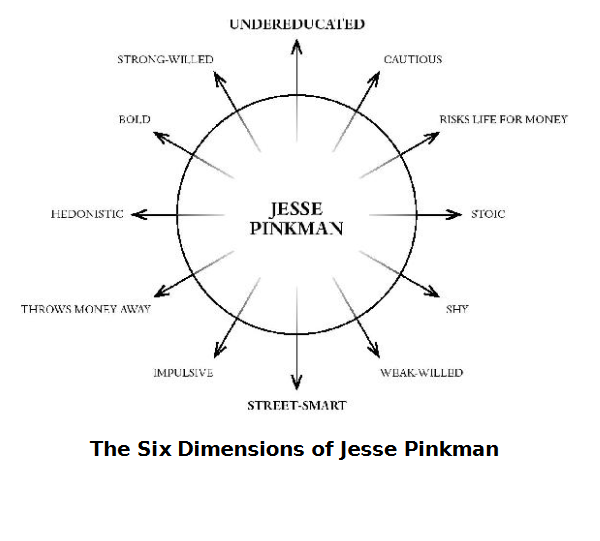 UNDEREDUCATED
STRONG-WILLED
CAUTIOUS
BOLD
RISKS LIFE FOR MONEY
HEDONISTIC
JESSE
PINKMAN
STOIC
THROWS MONEY AWAY
SHY
IMPULSIVE
WEAK-WILLED
STREET-SMART
The Six Dimensions of Jesse Pinkman